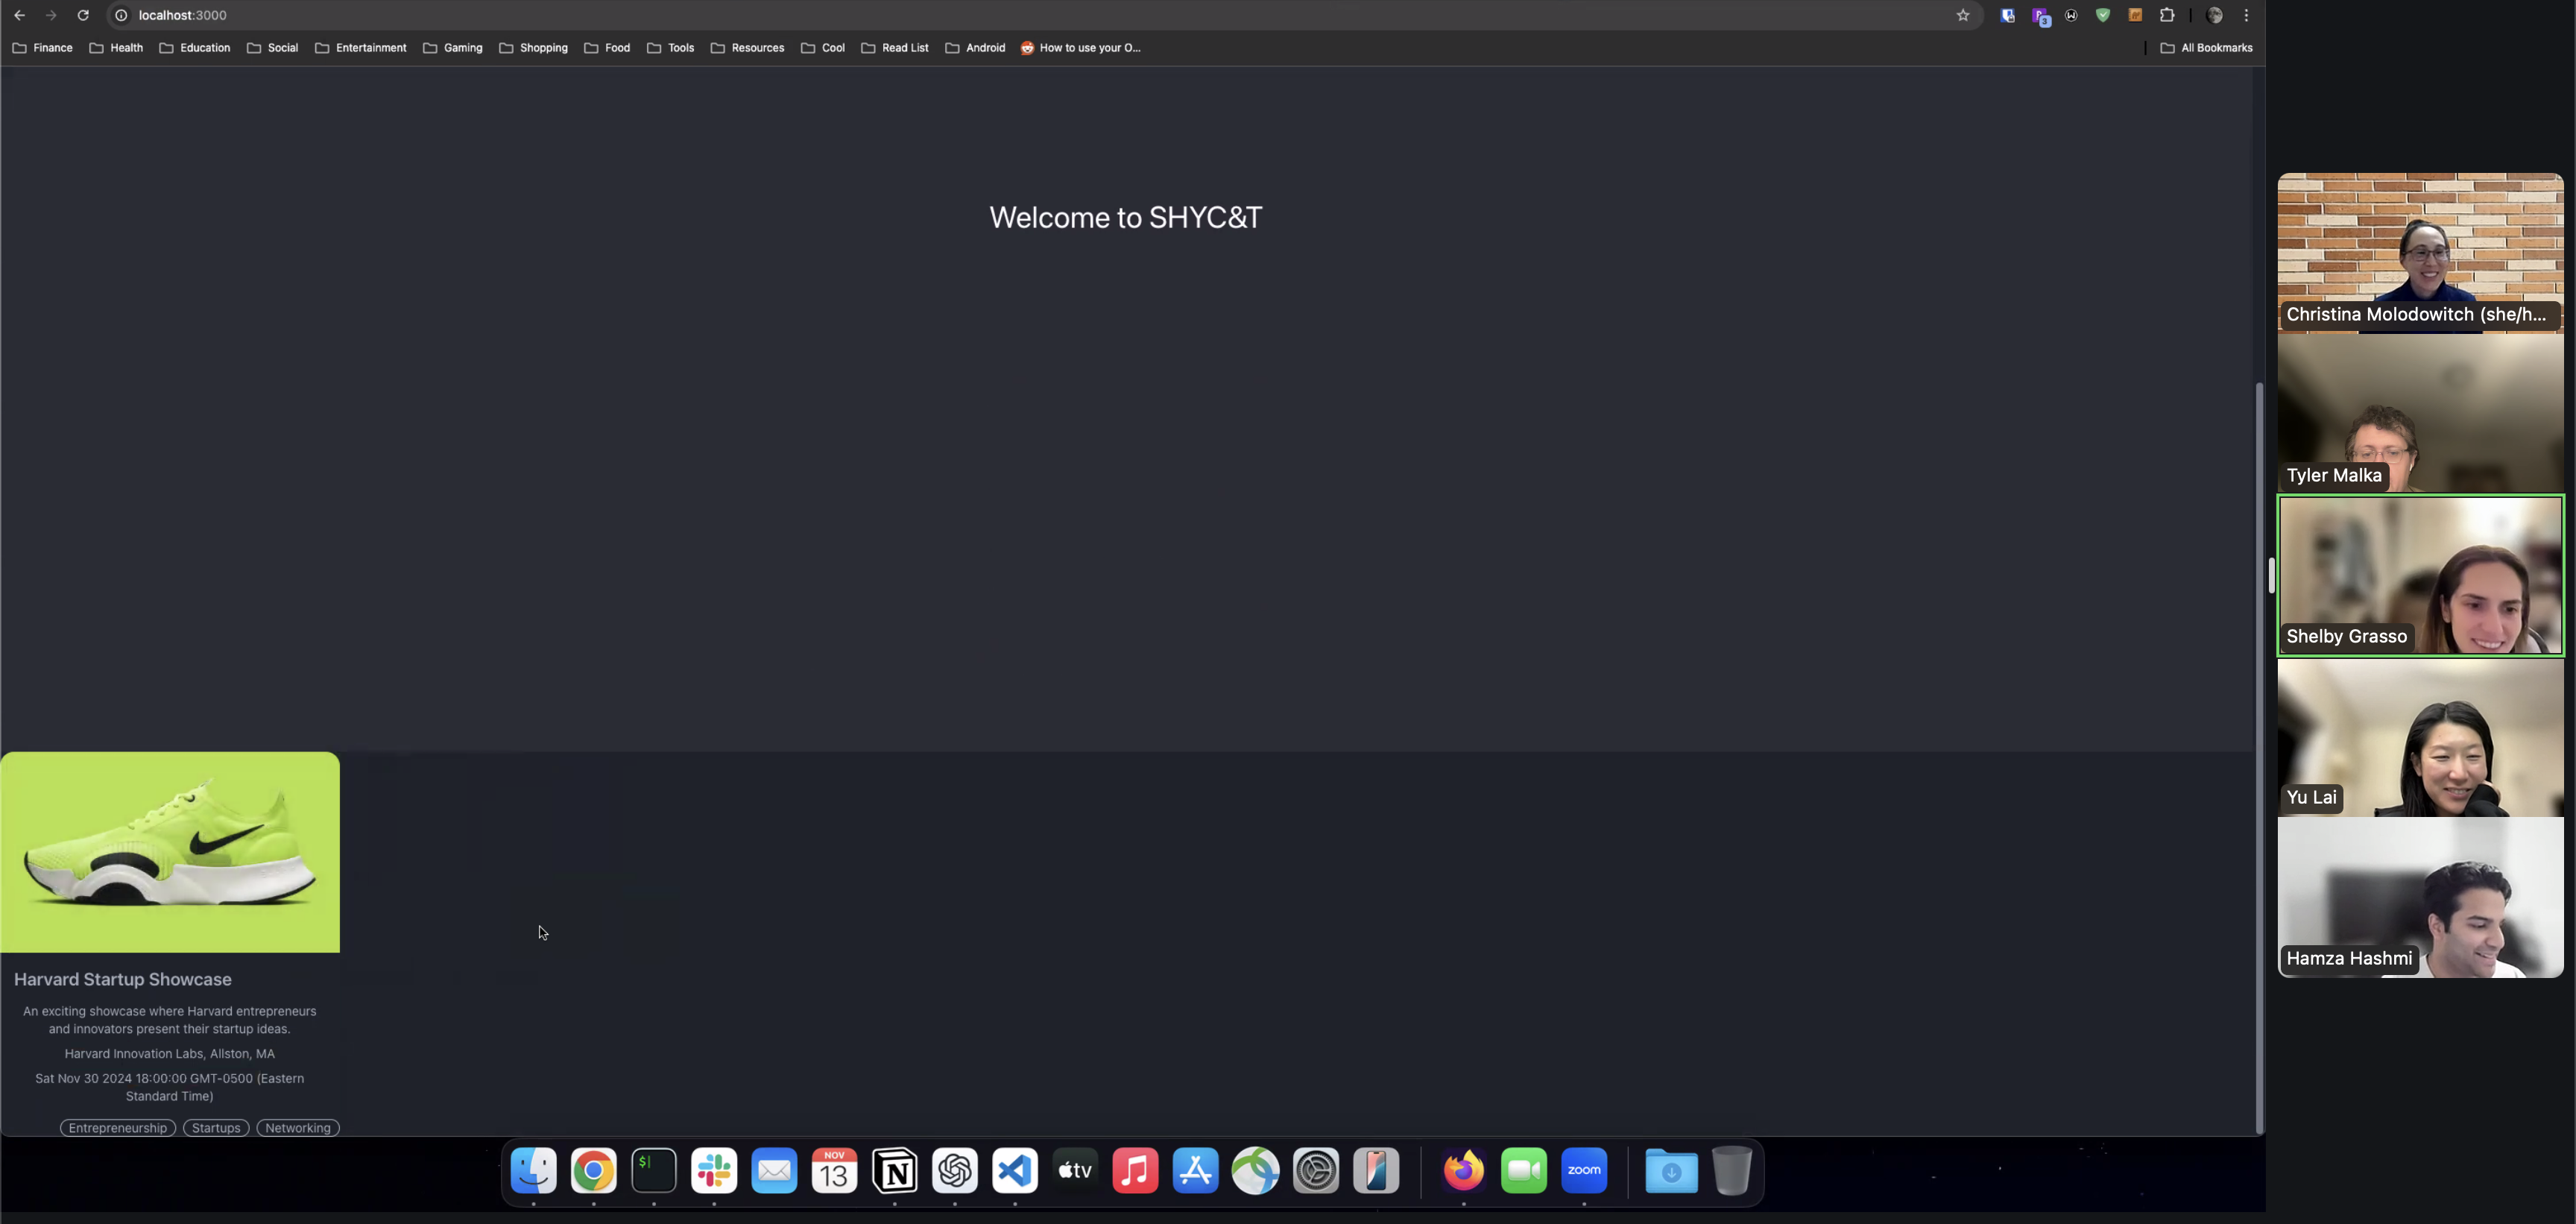 localhost:3000
3
Finance Health Education Social Entertainment Gaming Shopping Food Tools Resources Cool Read List Android How to use your O... All Bookmarks
Welcome to SHYC&T
Harvard Startup Showcase
An exciting showcase where Harvard entrepreneurs
and innovators present their startup ideas.
Harvard Innovation Labs, Allston, MA
Sat Nov 30 2024 18:00:00 GMT-0500 (Eastern
Standard Time)
Entrepreneurship Startups Networking
$
NOV
13
N
tv
zoom
Christina Molodowitch (she/h...
Tyler Malka
Shelby Grasso
Yu Lai
Hamza Hashmi